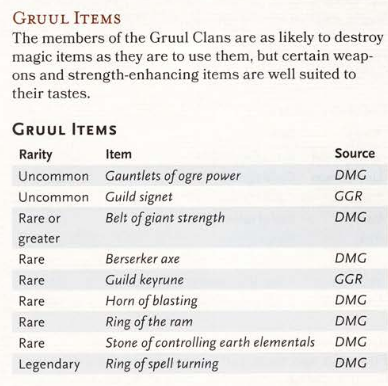 GRUUL ITEMS
The members of the Gruul Clans are as likely to destroy
magic items as they are to use them, but certain weap-
ons and strength-enhancing items are well suited to
their tastes.
GRUUL ITEMS
Rarity Item Source
Uncommon Gauntlets of ogre power DMG
Uncommon Guild signet GGR
Rare or Belt of giant strength DMG
greater
Rare Berserker axe DMG
Rare Guild keyrune GGR
Rare Horn of blasting DMG
Rare Ring of the ram DMG
Rare Stone of controlling earth elementals DMG
Legendary Ring of spell turning DMG